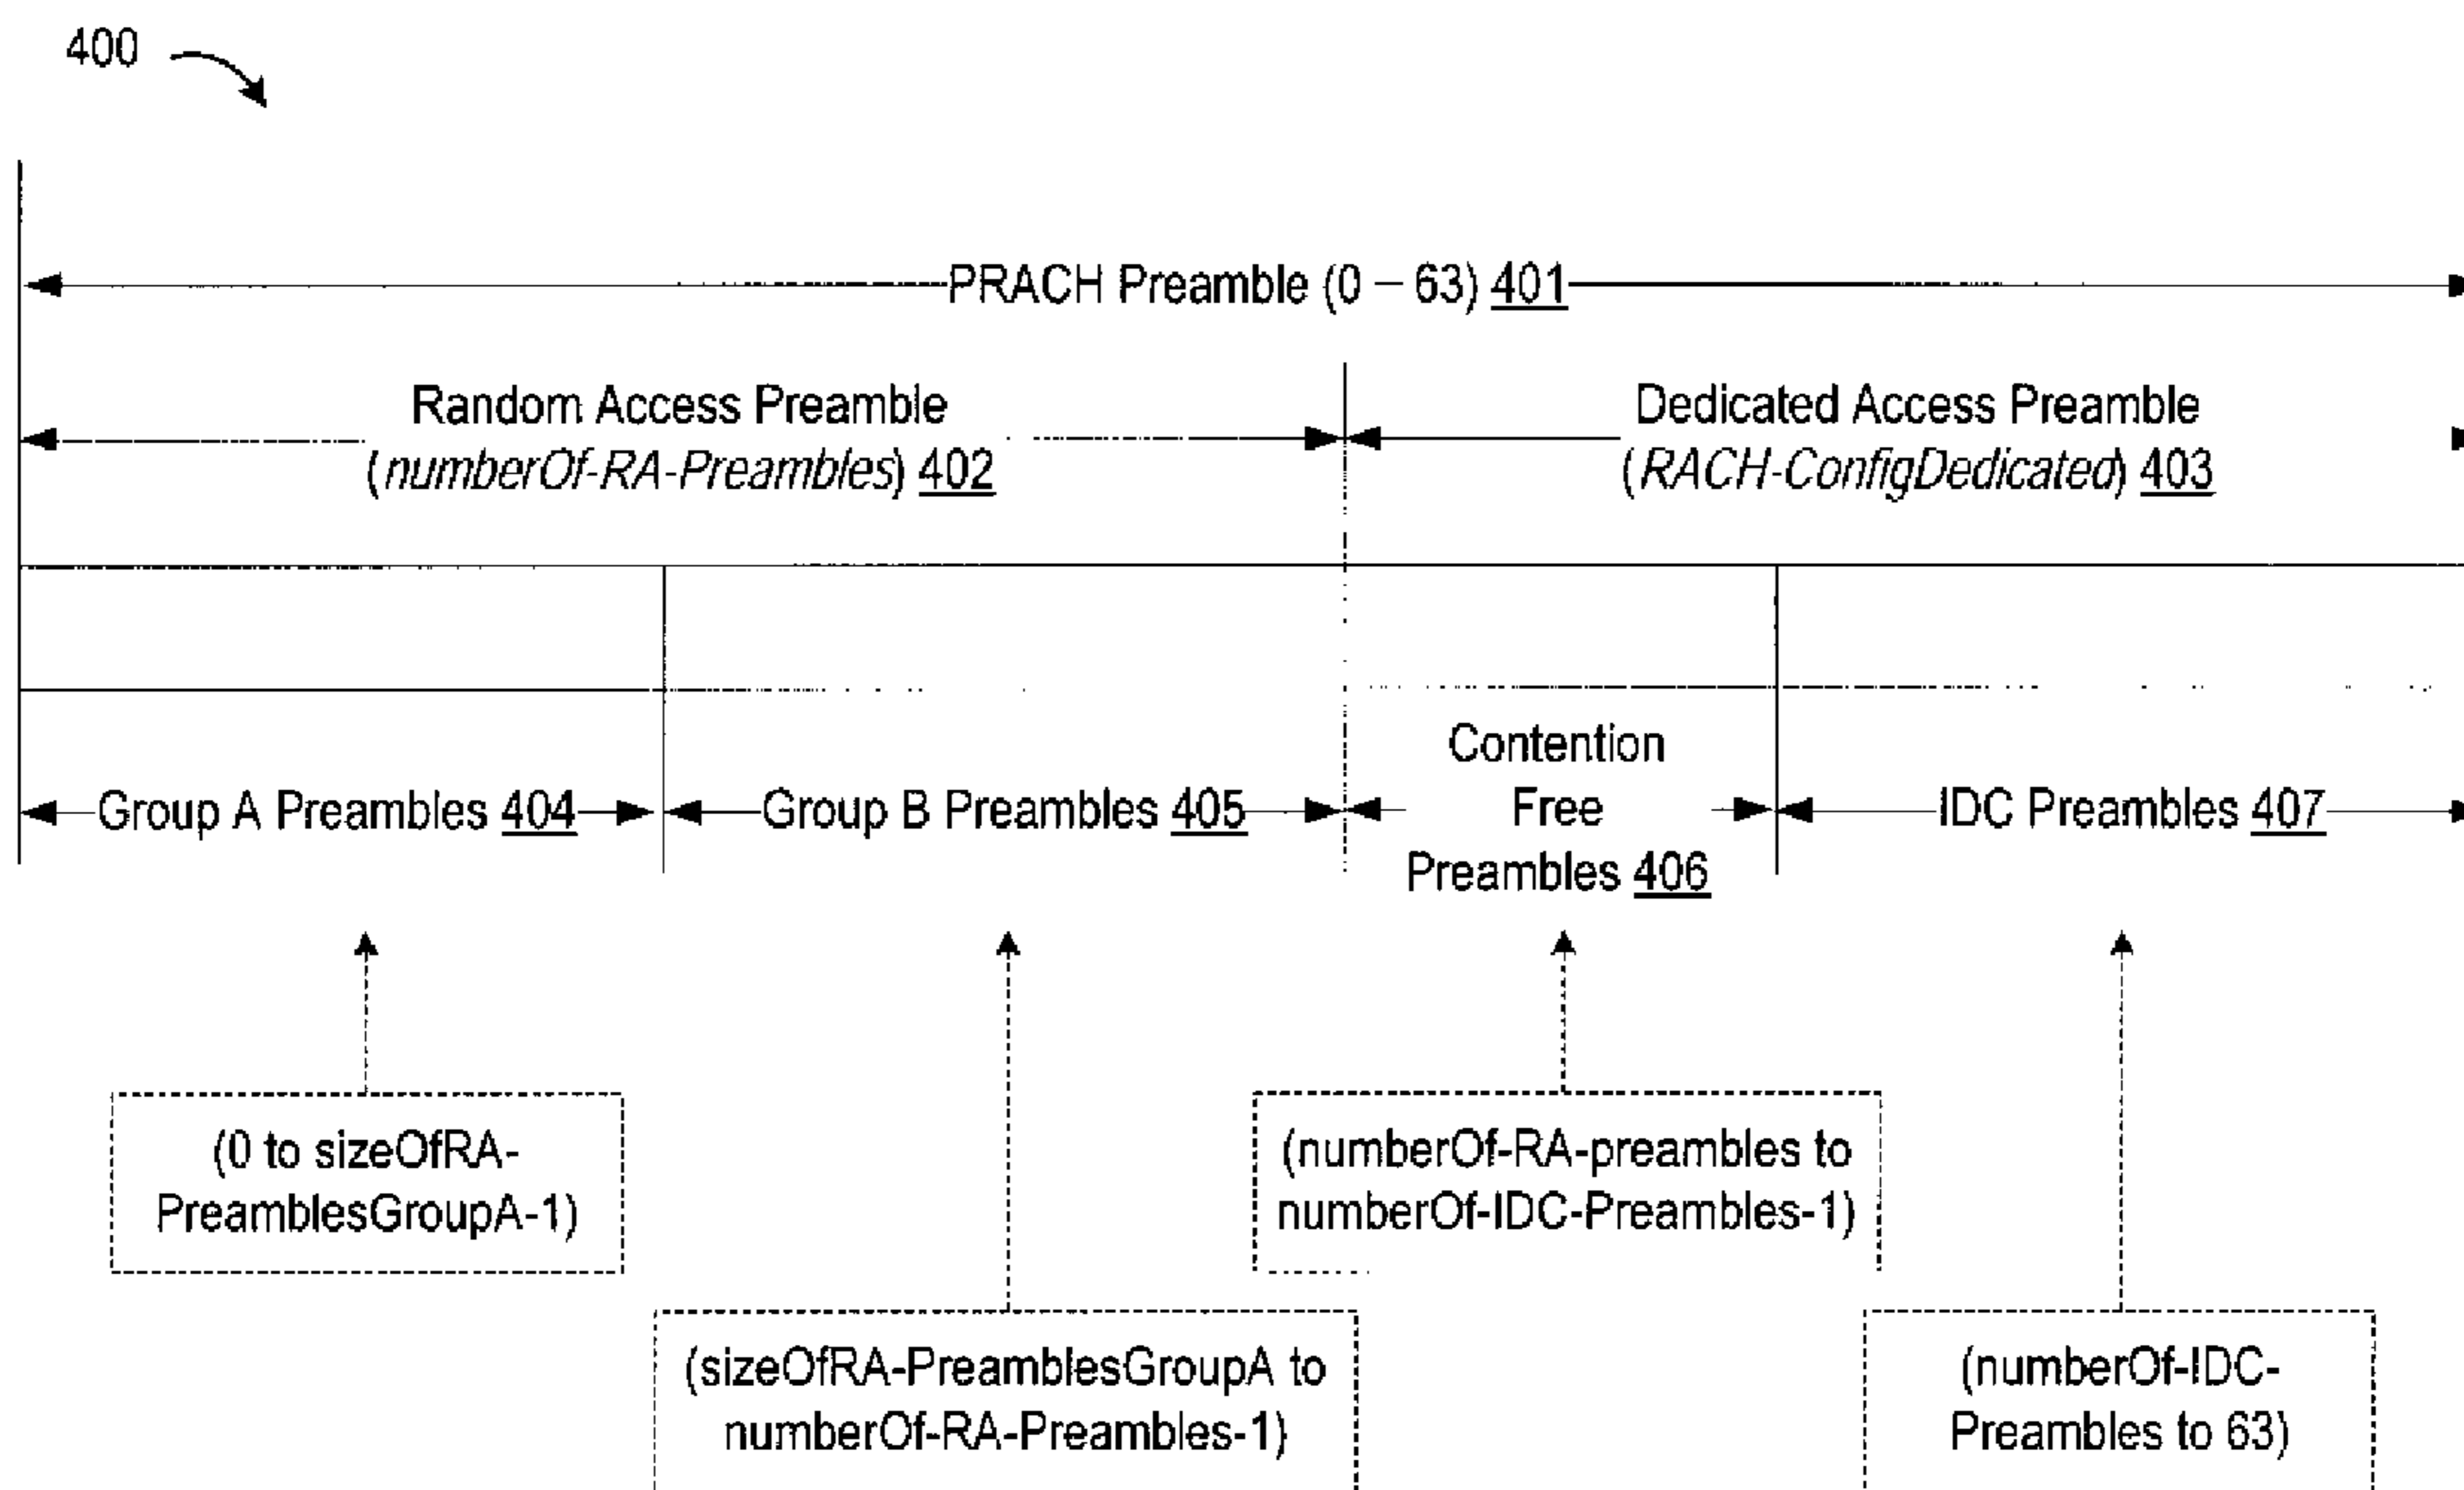 400
PRACH Preamble (0 – 63) 401
Random Access Preamble
(numberOf-RA-Preambles) 402
Dedicated Access Preamble
(RACH-ConfigDedicated) 403
Group A Preambles 404
Group B Preambles 405
Contention
Free
Preambles 406
IDC Preambles 407
(0 to sizeOfRA-
PreamblesGroupA-1)
(sizeOfRA-PreamblesGroupA to
numberOf-RA-Preambles-1)
(numberOf-RA-preambles to
numberOf-IDC-Preambles-1)
(numberOf-IDC-
Preambles to 63)